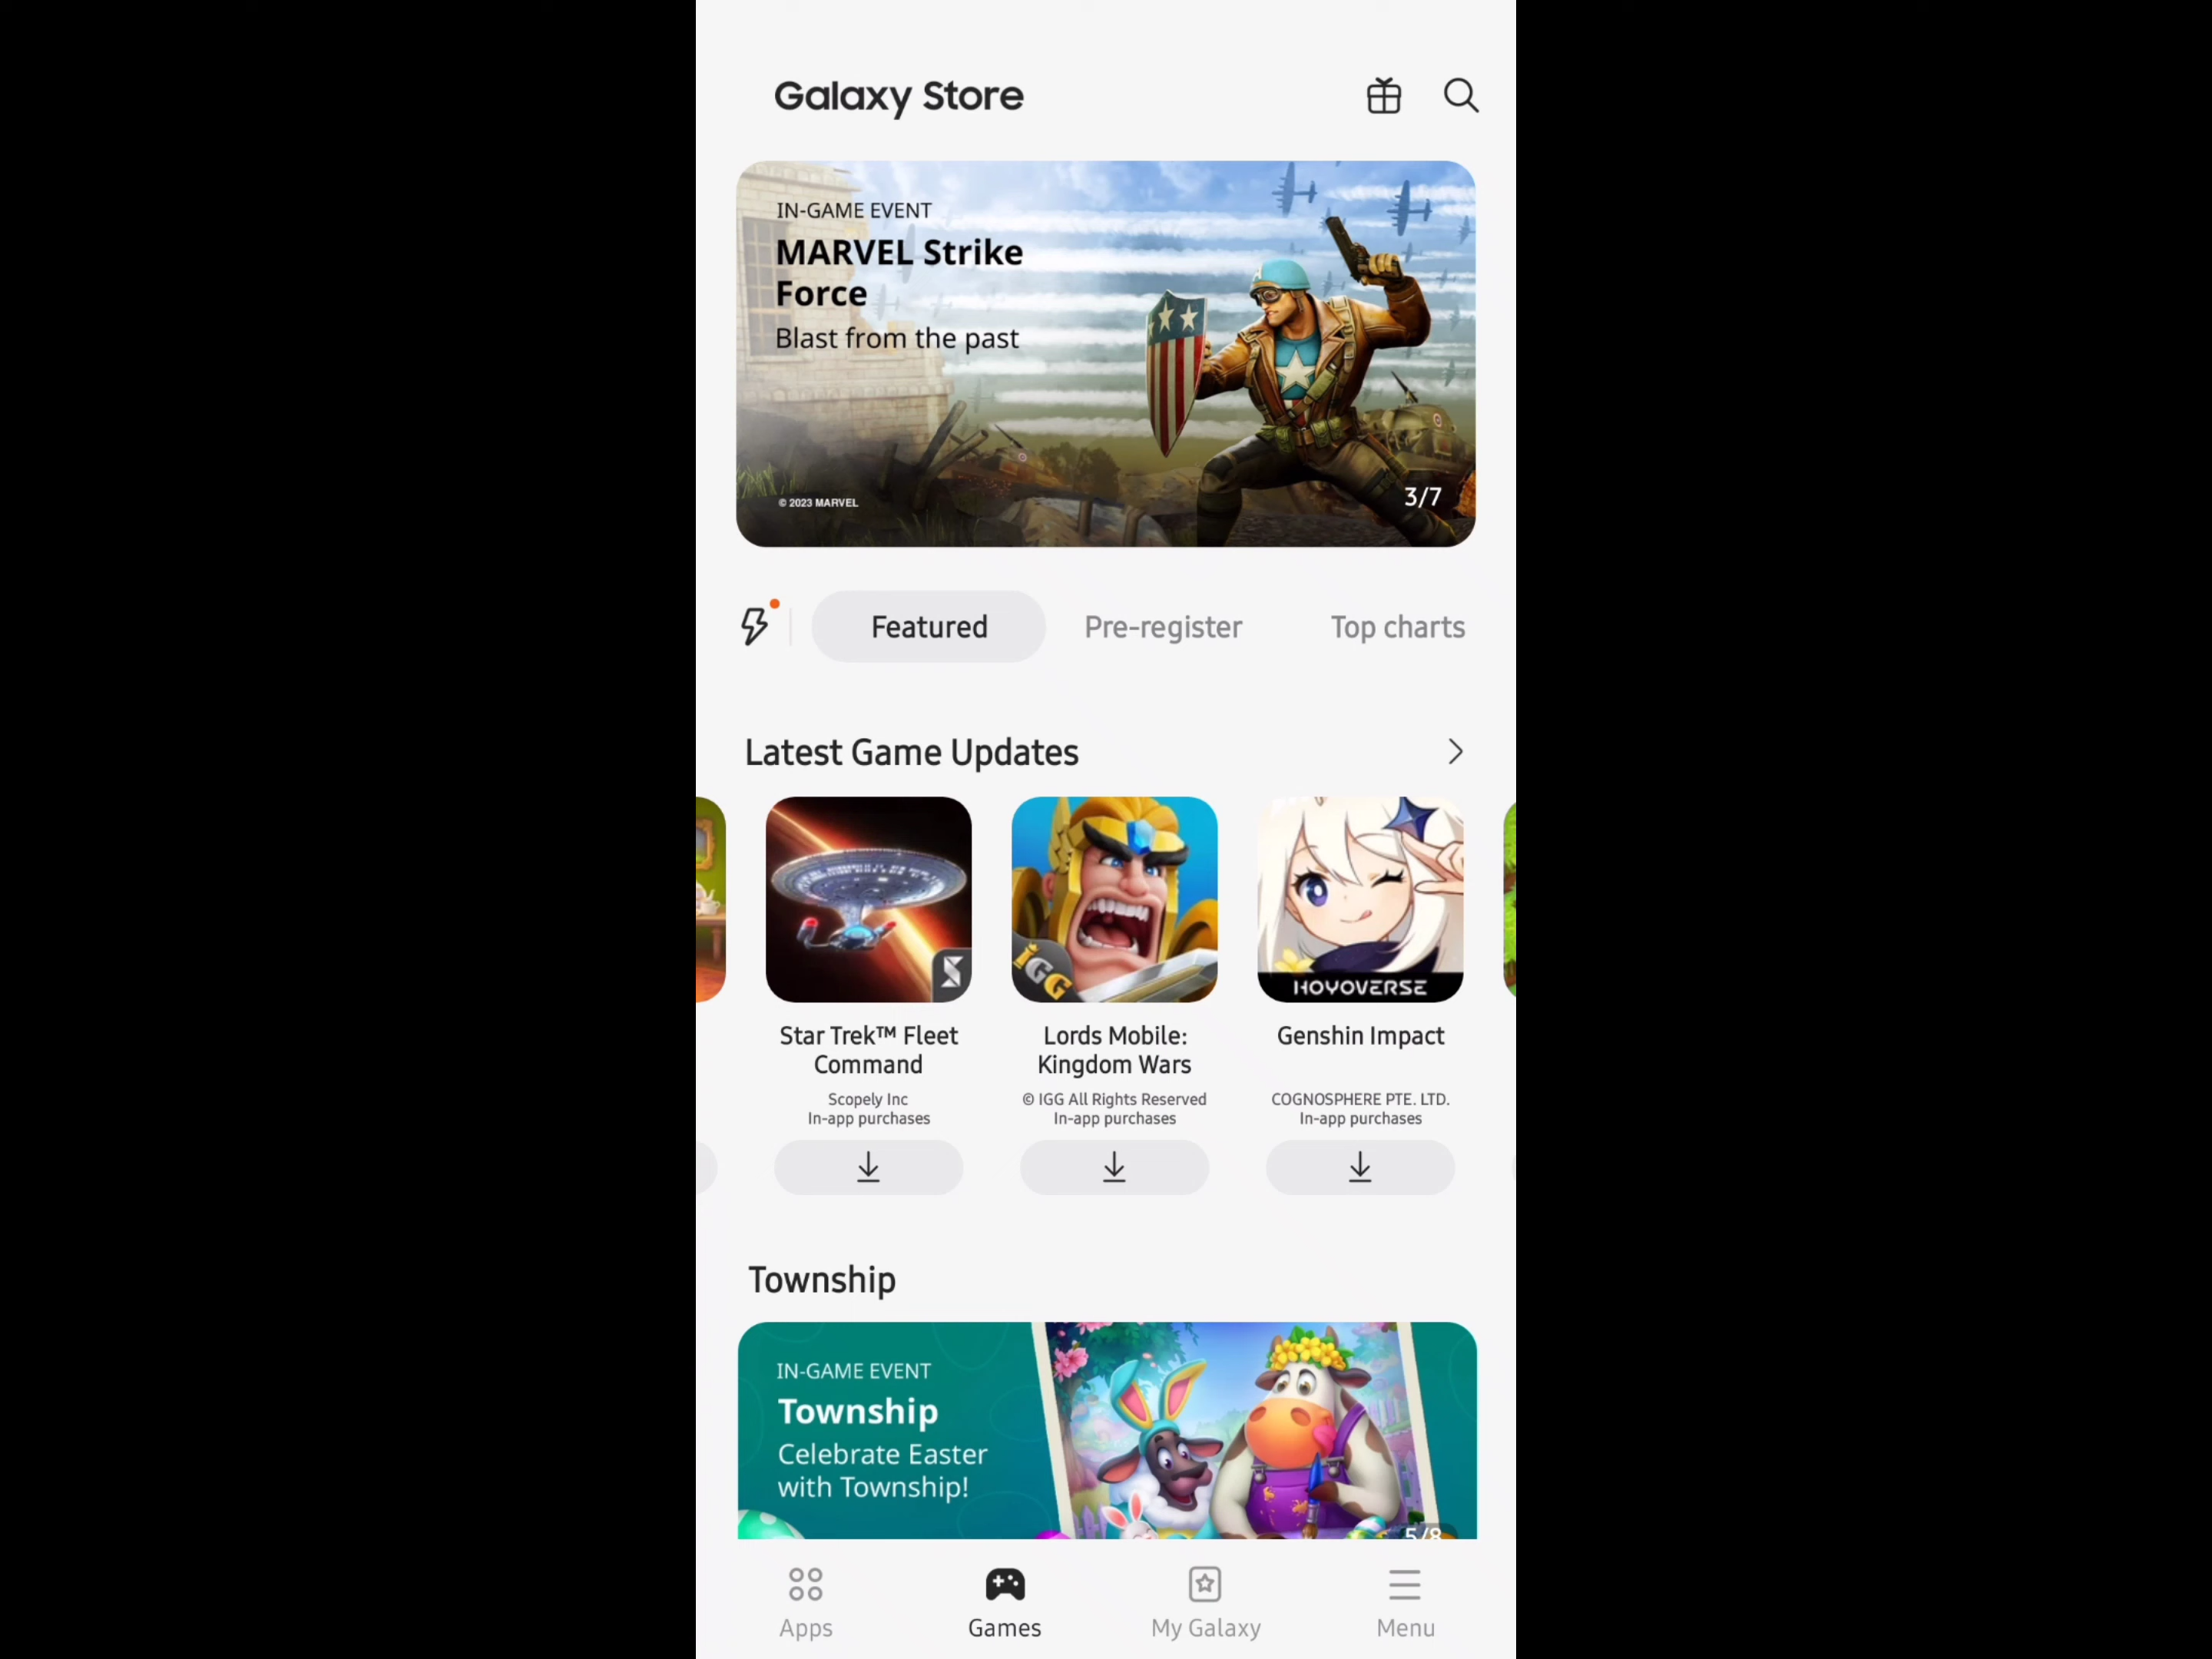 Galaxy Store
IN-GAME EVENT
MARVEL Strike
Force
Blast from the past
© 2023 MARVEL
3/7
Featured
Pre-register
Top charts
Latest Game Updates
IGG
HOYOVERSE
Star Trek™ Fleet
Command
Lords Mobile:
Kingdom Wars
Genshin Impact
Scopely Inc
In-app purchases
© IGG All Rights Reserved
In-app purchases
COGNOSPHERE PTE. LTD.
In-app purchases
Township
IN-GAME EVENT
Township
Celebrate Easter
with Township!
5/8
Apps
Games
My Galaxy
Menu